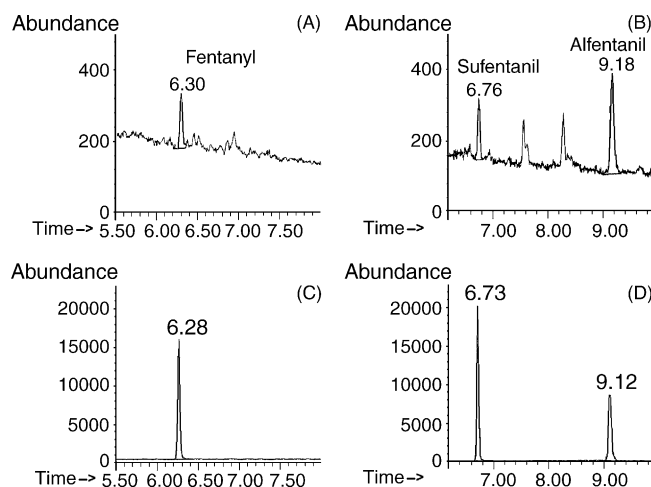 Abundance (A)
Fentanyl
6.30
400
200
0
Time->
5.50 6.00 6.50 7.00 7.50
Abundance (B)
Alfentanil
9.18
Sufentanil
6.76
400
200
0
Time->
7.00 8.00 9.00
Abundance (C)
6.28
20000
15000
10000
5000
0
Time->
5.50 6.00 6.50 7.00 7.50
Abundance (D)
6.73
9.12
20000
15000
10000
5000
0
Time->
7.00 8.00 9.00